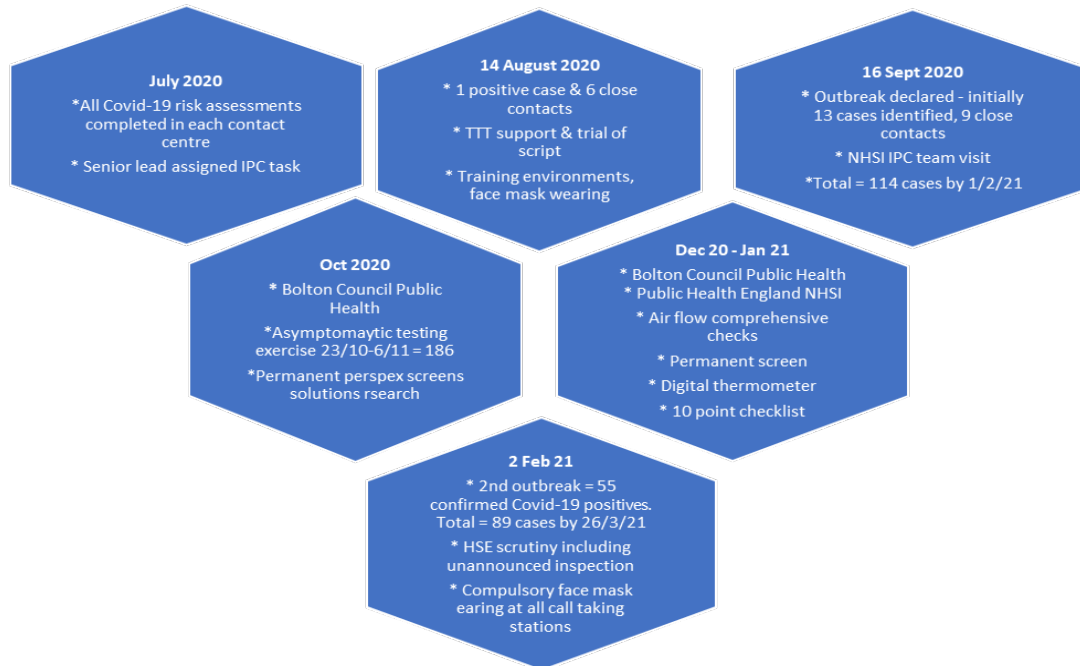 July 2020
*All Covid-19 risk assessments
completed in each contact
centre
* Senior lead assigned IPC task
14 August 2020
* 1 positive case & 6 close
contacts
* TTT support & trial of
script
* Training environments,
face mask wearing
16 Sept 2020
* Outbreak declared - initially
13 cases identified, 9 close
contacts
* NHSI IPC team visit
*Total = 114 cases by 1/2/21
Oct 2020
* Bolton Council Public
Health
*Asymptomaytic testing
exercise 23/10-6/11 = 186
*Permanent perspex screens
solutions rsearch
Dec 20 - Jan 21
* Bolton Council Public Health
* Public Health England NHSI
* Air flow comprehensive
checks
* Permanent screen
* Digital thermometer
* 10 point checklist
2 Feb 21
* 2nd outbreak = 55
confirmed Covid-19 positives.
Total = 89 cases by 26/3/21
* HSE scrutiny including
unannounced inspection
* Compulsory face mask
earing at all call taking
stations